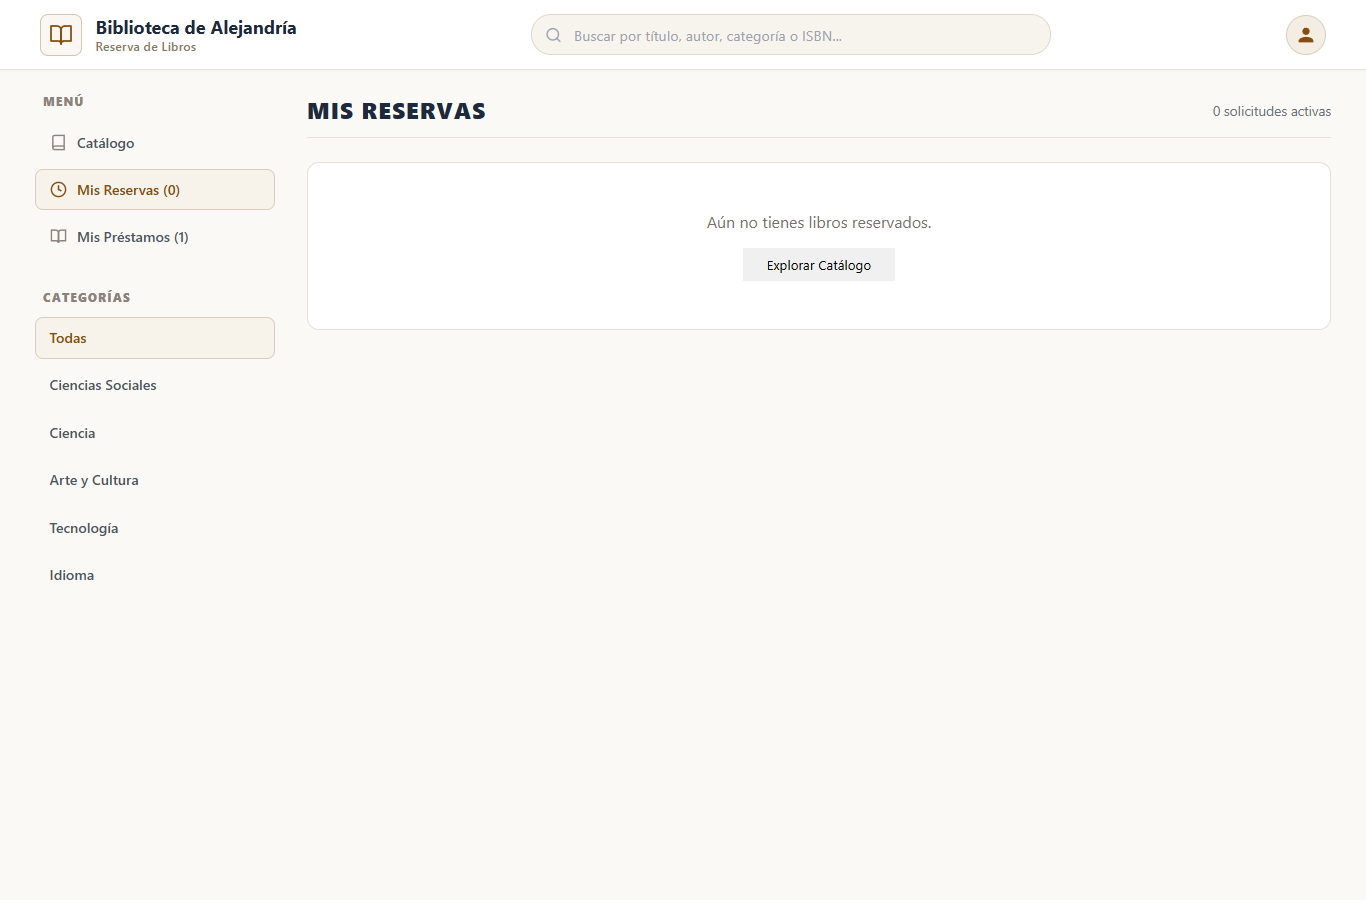 Biblioteca de Alejandría
Reserva de Libros
Buscar por título, autor, categoría o ISBN...
MENÚ
Catálogo
Mis Reservas (0)
Mis Préstamos (1)
CATEGORÍAS
Todas
Ciencias Sociales
Ciencia
Arte y Cultura
Tecnología
Idioma
MIS RESERVAS
0 solicitudes activas
Aún no tienes libros reservados.
Explorar Catálogo